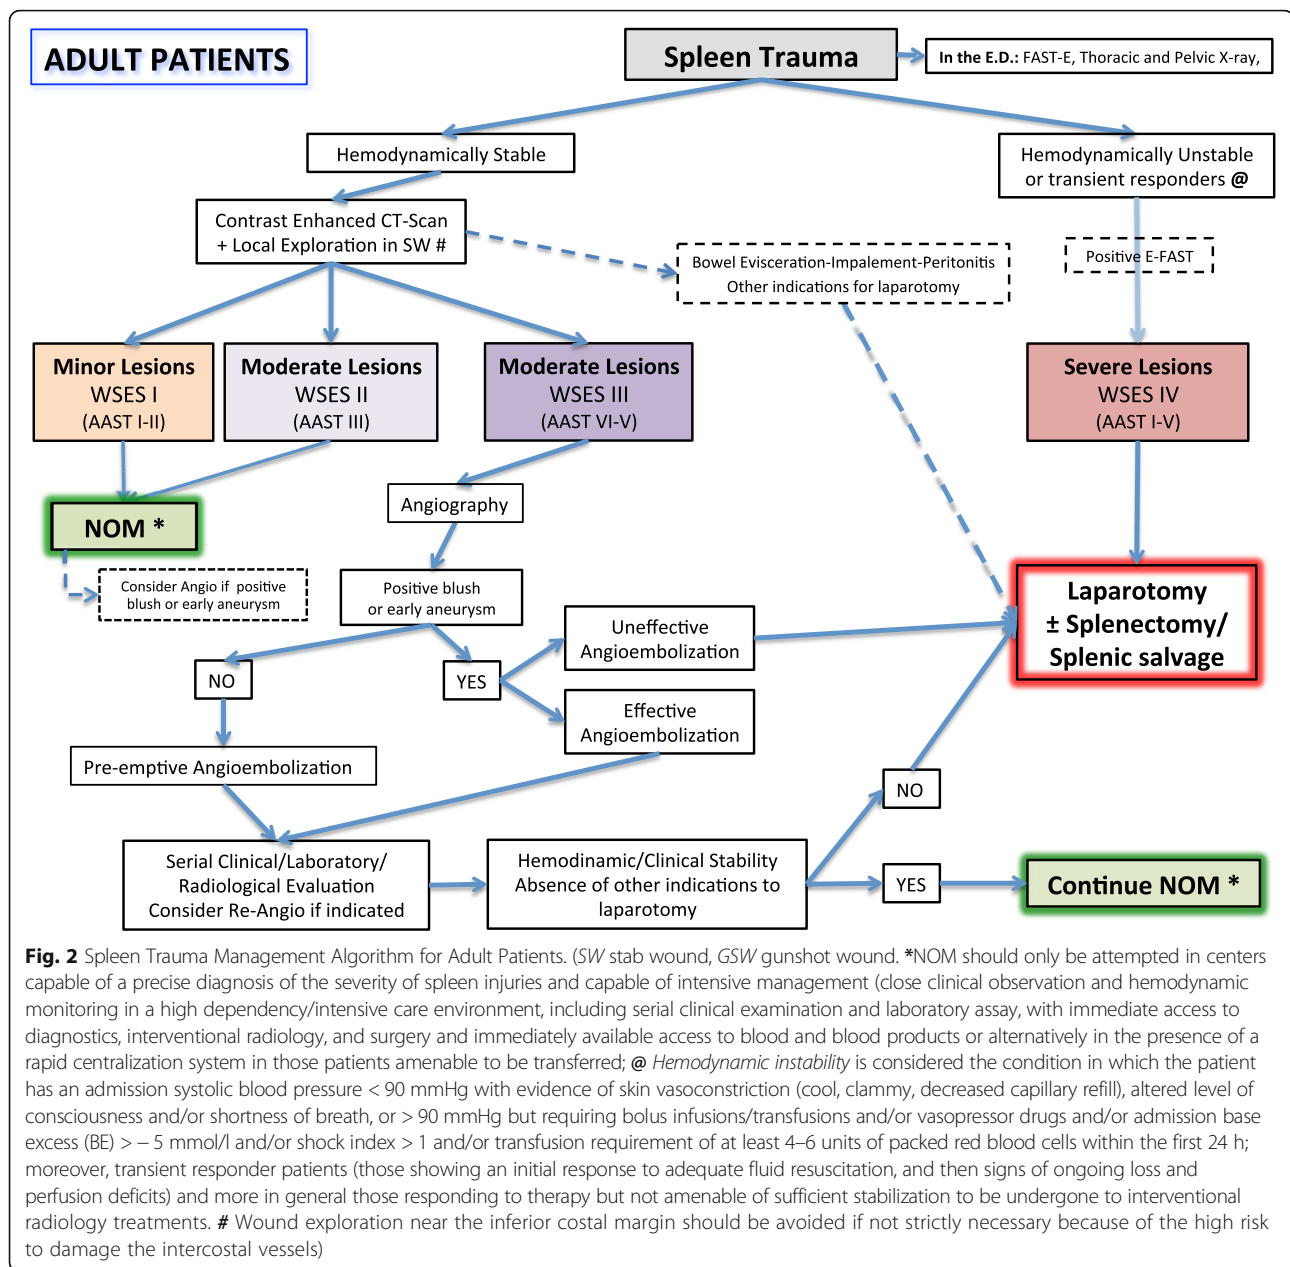 ADULT PATIENTS
Spleen Trauma
In the E.D.: FAST-E, Thoracic and Pelvic X-ray,
Hemodynamically Stable
Hemodynamically Unstable
or transient responders @
Contrast Enhanced CT-Scan
+ Local Exploration in SW #
Bowel Evisceration-Impalement-Peritonitis
Other indications for laparotomy
Positive E-FAST
Minor Lesions
WSES I
(AAST I-II)
Moderate Lesions
WSES II
(AAST III)
Moderate Lesions
WSES III
(AAST VI-V)
Severe Lesions
WSES IV
(AAST I-V)
NOM *
Angiography
Consider Angio if positive
blush or early aneurysm
Positive blush
or early aneurysm
Laparotomy
± Splenectomy/
Splenic salvage
Uneffective
Angioembolization
NO
YES
Effective
Angioembolization
Pre-emptive Angioembolization
NO
Serial Clinical/Laboratory/
Radiological Evaluation
Consider Re-Angio if indicated
Hemodinamic/Clinical Stability
Absence of other indications to
laparotomy
YES
Continue NOM *
Fig. 2 Spleen Trauma Management Algorithm for Adult Patients. (SW stab wound, GSW gunshot wound. *NOM should only be attempted in centers
capable of a precise diagnosis of the severity of spleen injuries and capable of intensive management (close clinical observation and hemodynamic
monitoring in a high dependency/intensive care environment, including serial clinical examination and laboratory assay, with immediate access to
diagnostics, interventional radiology, and surgery and immediately available access to blood and blood products or alternatively in the presence of a
rapid centralization system in those patients amenable to be transferred; @ Hemodynamic instability is considered the condition in which the patient
has an admission systolic blood pressure < 90 mmHg with evidence of skin vasoconstriction (cool, clammy, decreased capillary refill), altered level of
consciousness and/or shortness of breath, or > 90 mmHg but requiring bolus infusions/transfusions and/or vasopressor drugs and/or admission base
excess (BE) > − 5 mmol/l and/or shock index > 1 and/or transfusion requirement of at least 4–6 units of packed red blood cells within the first 24 h;
moreover, transient responder patients (those showing an initial response to adequate fluid resuscitation, and then signs of ongoing loss and
perfusion deficits) and more in general those responding to therapy but not amenable of sufficient stabilization to be undergone to interventional
radiology treatments. # Wound exploration near the inferior costal margin should be avoided if not strictly necessary because of the high risk
to damage the intercostal vessels)